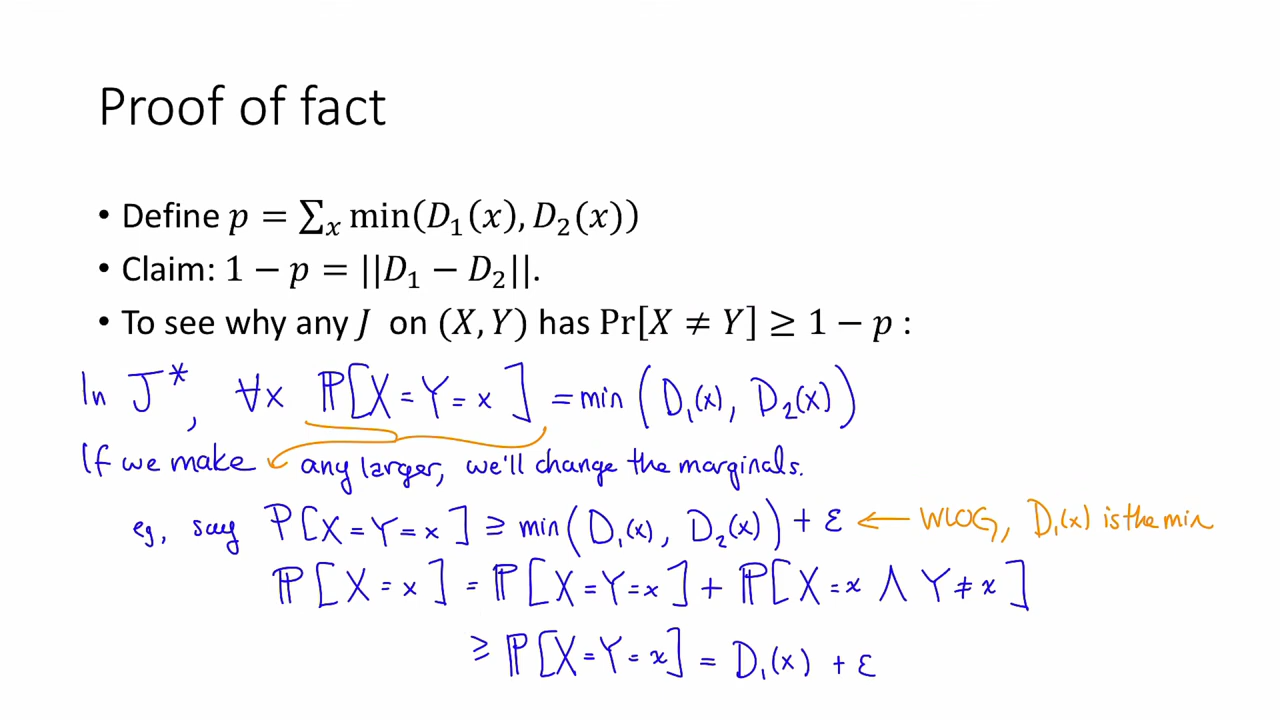 Proof of fact
• Define p = ∑ₓ min(D₁(x), D₂(x))
• Claim: 1 − p = ||D₁ − D₂||.
• To see why any J on (X, Y) has Pr[X ≠ Y] ≥ 1 − p :
In J*, ∀x ℙ[X = Y = x] = min(D₁(x), D₂(x))
If we make any larger, we'll change the marginals.
eg, say ℙ[X = Y = x] ≥ min(D₁(x), D₂(x)) + ε ← WLOG, D₁(x) is the min
ℙ[X = x] = ℙ[X = Y = x] + ℙ[X = x ∧ Y ≠ x]
≥ ℙ[X = Y = x] = D₁(x) + ε